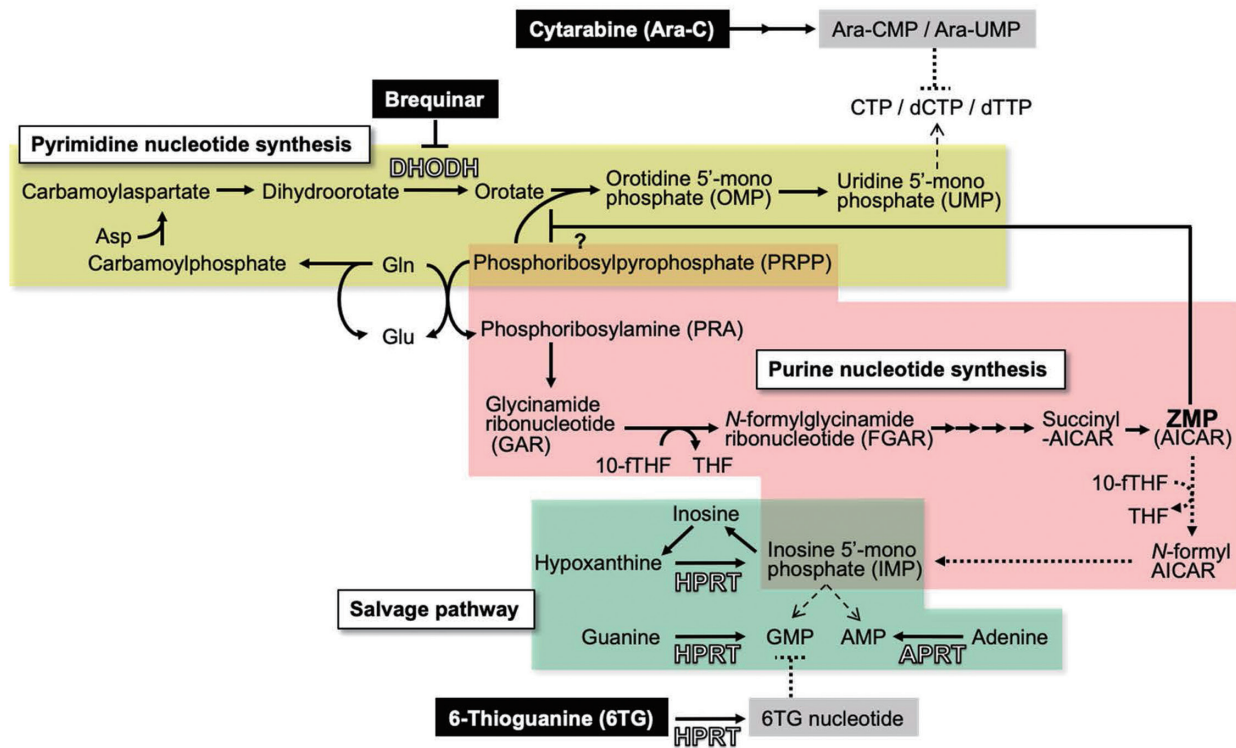 Cytarabine (Ara-C)
Ara-CMP / Ara-UMP
Brequinar
CTP / dCTP / dTTP
Pyrimidine nucleotide synthesis
DHODH
Carbamoylaspartate
Dihydroorotate
Orotate
Orotidine 5'-mono
phosphate (OMP)
Uridine 5'-mono
phosphate (UMP)
Asp
?
Carbamoylphosphate
Gln
Phosphoribosylpyrophosphate (PRPP)
Glu
Phosphoribosylamine (PRA)
Purine nucleotide synthesis
Glycinamide
ribonucleotide
(GAR)
N-formylglycinamide
ribonucleotide (FGAR)
Succinyl
-AICAR
ZMP
(AICAR)
10-fTHF
THF
10-fTHF
THF
Inosine
Hypoxanthine
HPRT
Inosine 5'-mono
phosphate (IMP)
N-formyl
AICAR
Salvage pathway
Guanine
HPRT
GMP
AMP
APRT
Adenine
6-Thioguanine (6TG)
HPRT
6TG nucleotide